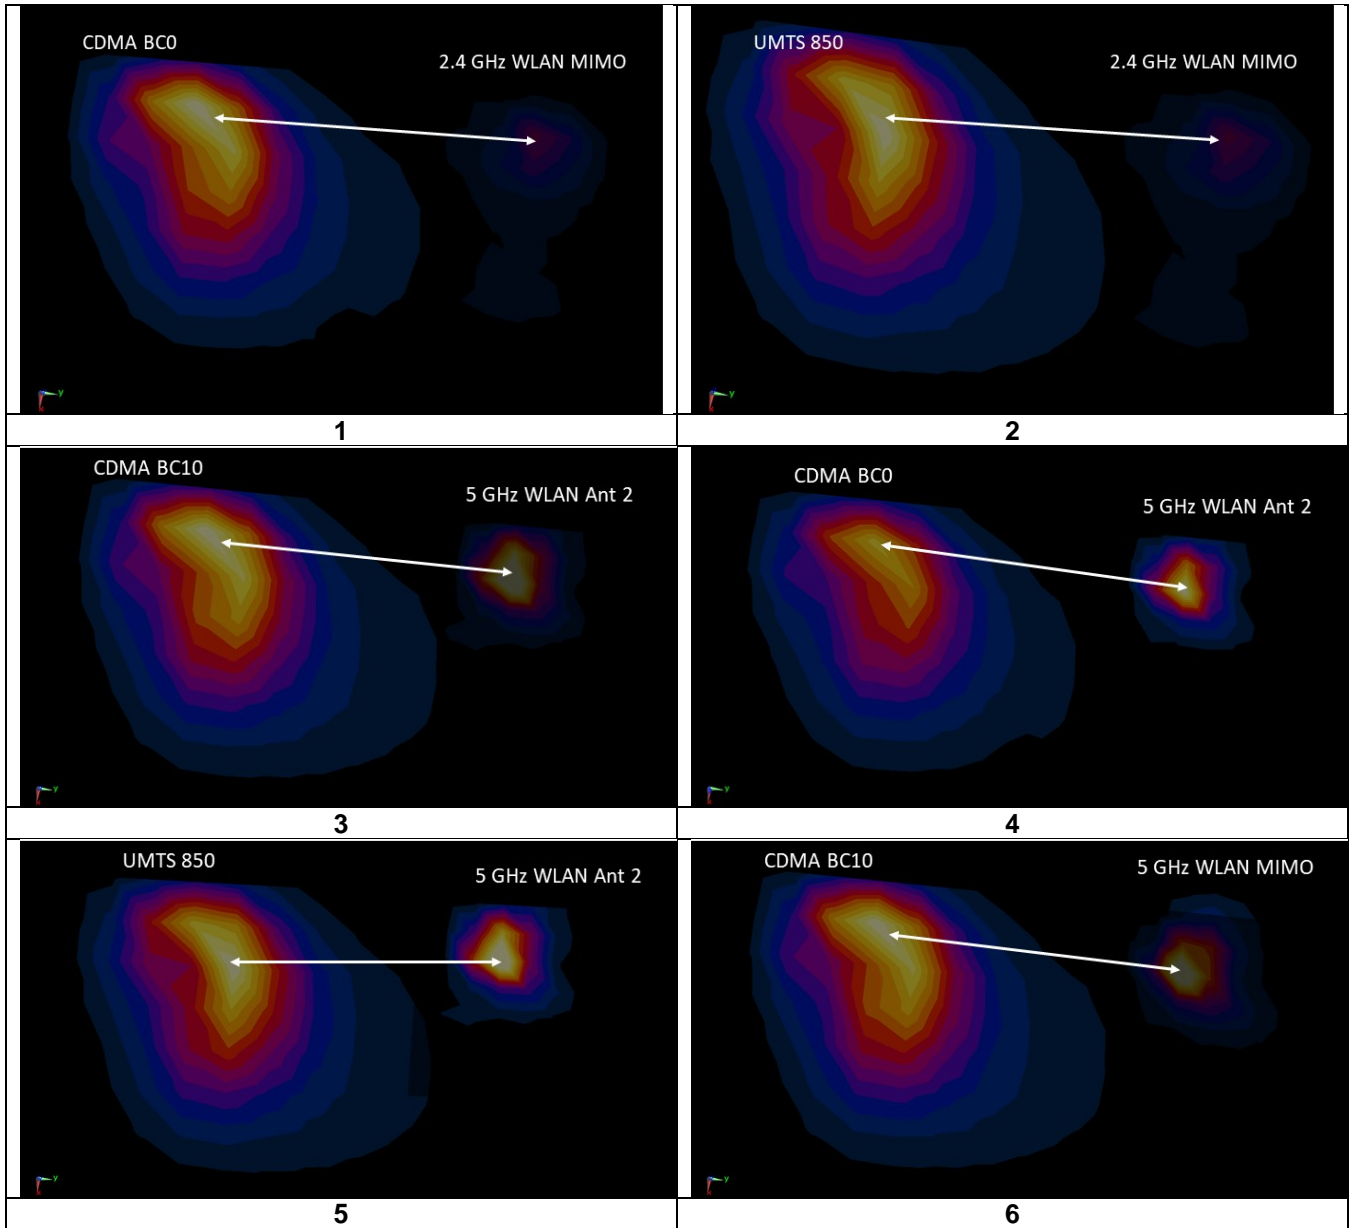 CDMA BC0
2.4 GHz WLAN MIMO
y
1
UMTS 850
2.4 GHz WLAN MIMO
y
2
CDMA BC10
5 GHz WLAN Ant 2
y
3
CDMA BC0
5 GHz WLAN Ant 2
y
4
UMTS 850
5 GHz WLAN Ant 2
y
5
CDMA BC10
5 GHz WLAN MIMO
y
6